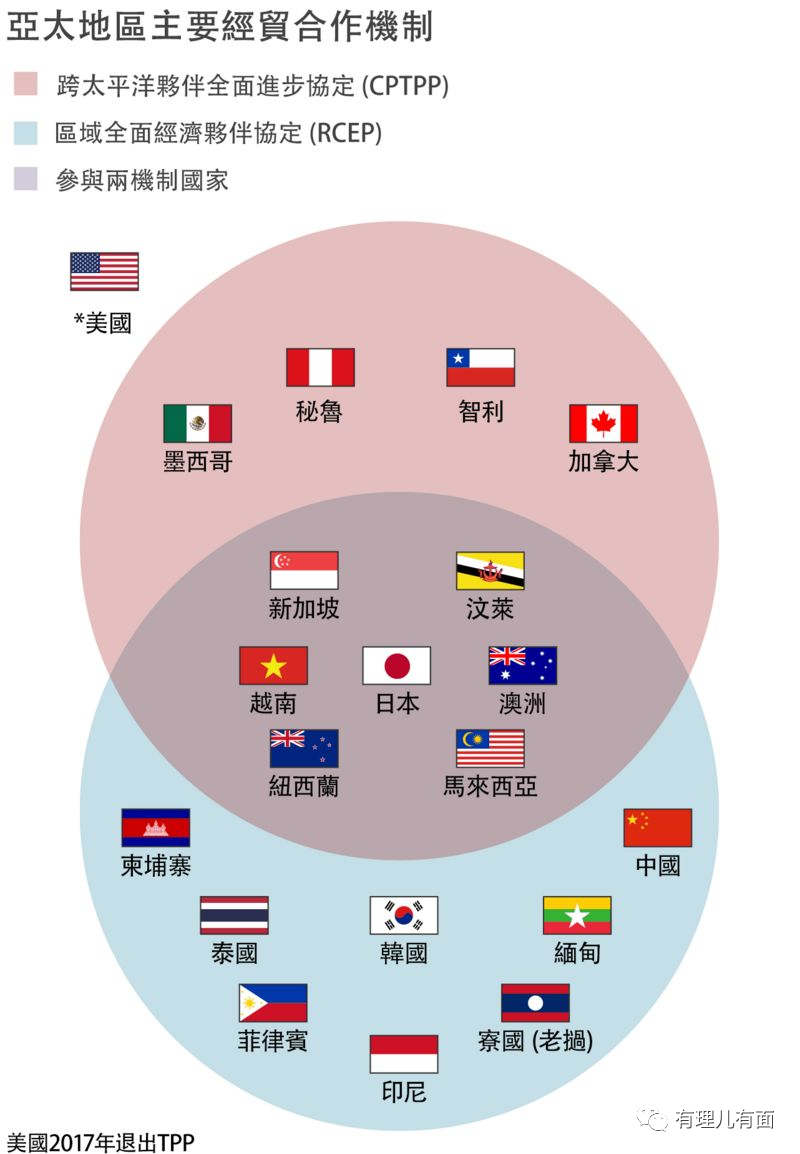 亞太地區主要經貿合作機制
跨太平洋夥伴全面進步協定 (CPTPP)
區域全面經濟夥伴協定 (RCEP)
參與兩機制國家
*美國
秘魯
智利
墨西哥
加拿大
新加坡
汶萊
越南
日本
澳洲
紐西蘭
馬來西亞
柬埔寨
中國
泰國
韓國
緬甸
菲律賓
寮國 (老撾)
印尼
有理儿有面
美國2017年退出TPP